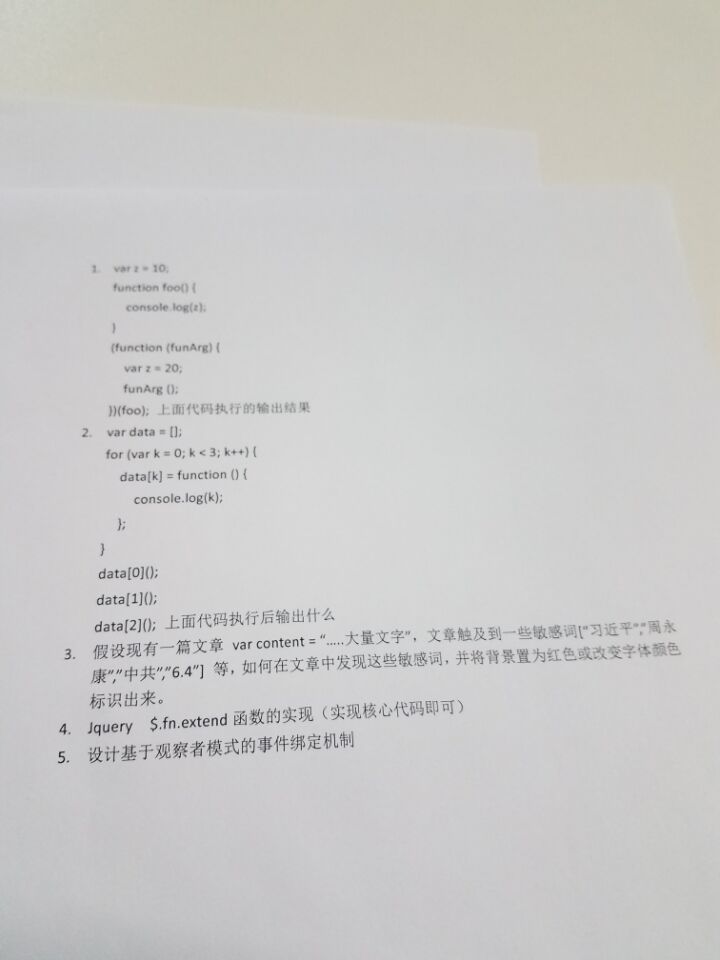 1. var z = 10;
function foo() {
console.log(z);
}
(function (funArg) {
var z = 20;
funArg ();
})(foo); 上面代码执行的输出结果
2. var data = [];
for (var k = 0; k < 3; k++) {
data[k] = function () {
console.log(k);
};
}
data[0]();
data[1]();
data[2](); 上面代码执行后输出什么
3. 假设现有一篇文章 var content = “.....大量文字”，文章触及到一些敏感词[“习近平”,”周永
康”,”中共”,”6.4”] 等，如何在文章中发现这些敏感词，并将背景置为红色或改变字体颜色
标识出来。
4. Jquery $.fn.extend 函数的实现（实现核心代码即可）
5. 设计基于观察者模式的事件绑定机制